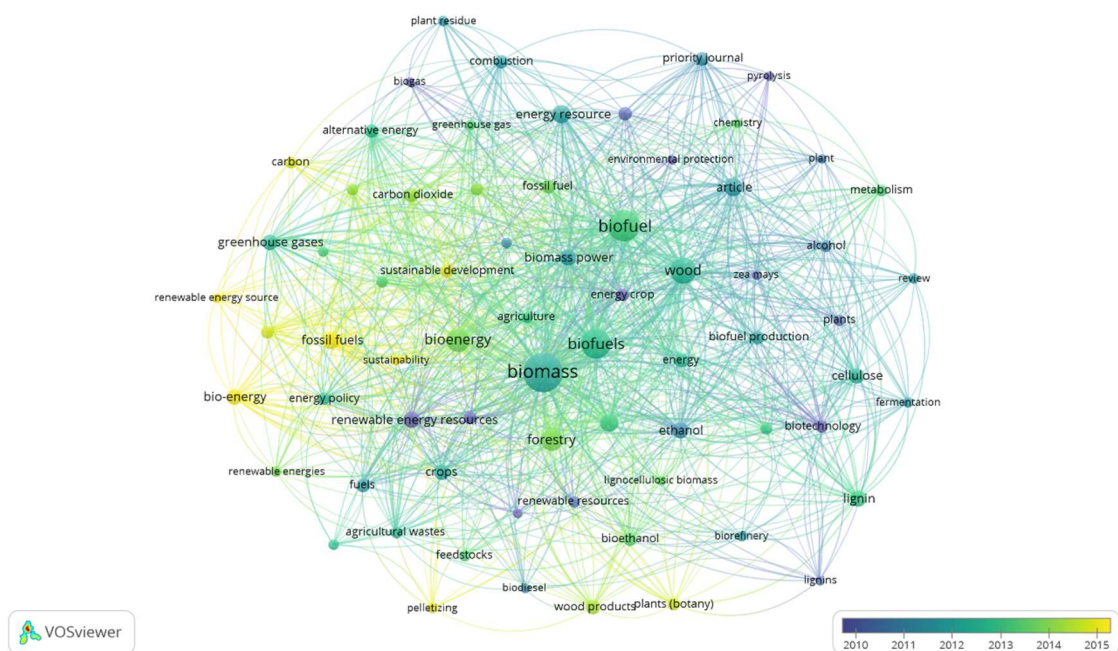 plant residue
combustion
priority journal
pyrolysis
biogas
energy resource
greenhouse gas
alternative energy
chemistry
environmental protection
plant
carbon
carbon dioxide
fossil fuel
article
metabolism
biofuel
greenhouse gases
alcohol
biomass power
sustainable development
wood
zea mays
review
renewable energy source
energy crop
agriculture
plants
fossil fuels
bioenergy
biofuels
biofuel production
sustainability
energy
biomass
cellulose
bio-energy
energy policy
fermentation
renewable energy resources
ethanol
biotechnology
forestry
renewable energies
crops
lignocellulosic biomass
fuels
renewable resources
lignin
agricultural wastes
bioethanol
biorefinery
feedstocks
biodiesel
lignins
pelletizing
wood products
plants (botany)
VOSviewer
2010 2011 2012 2013 2014 2015